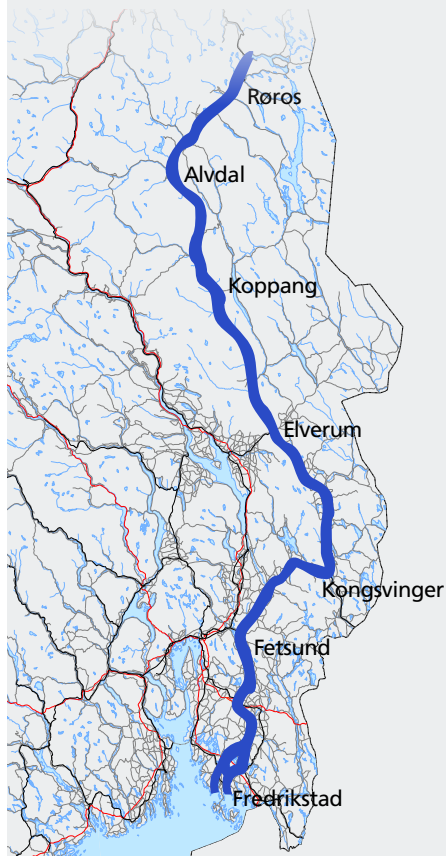 Røros
Alvdal
Koppang
Elverum
Kongsvinger
Fetsund
Fredrikstad